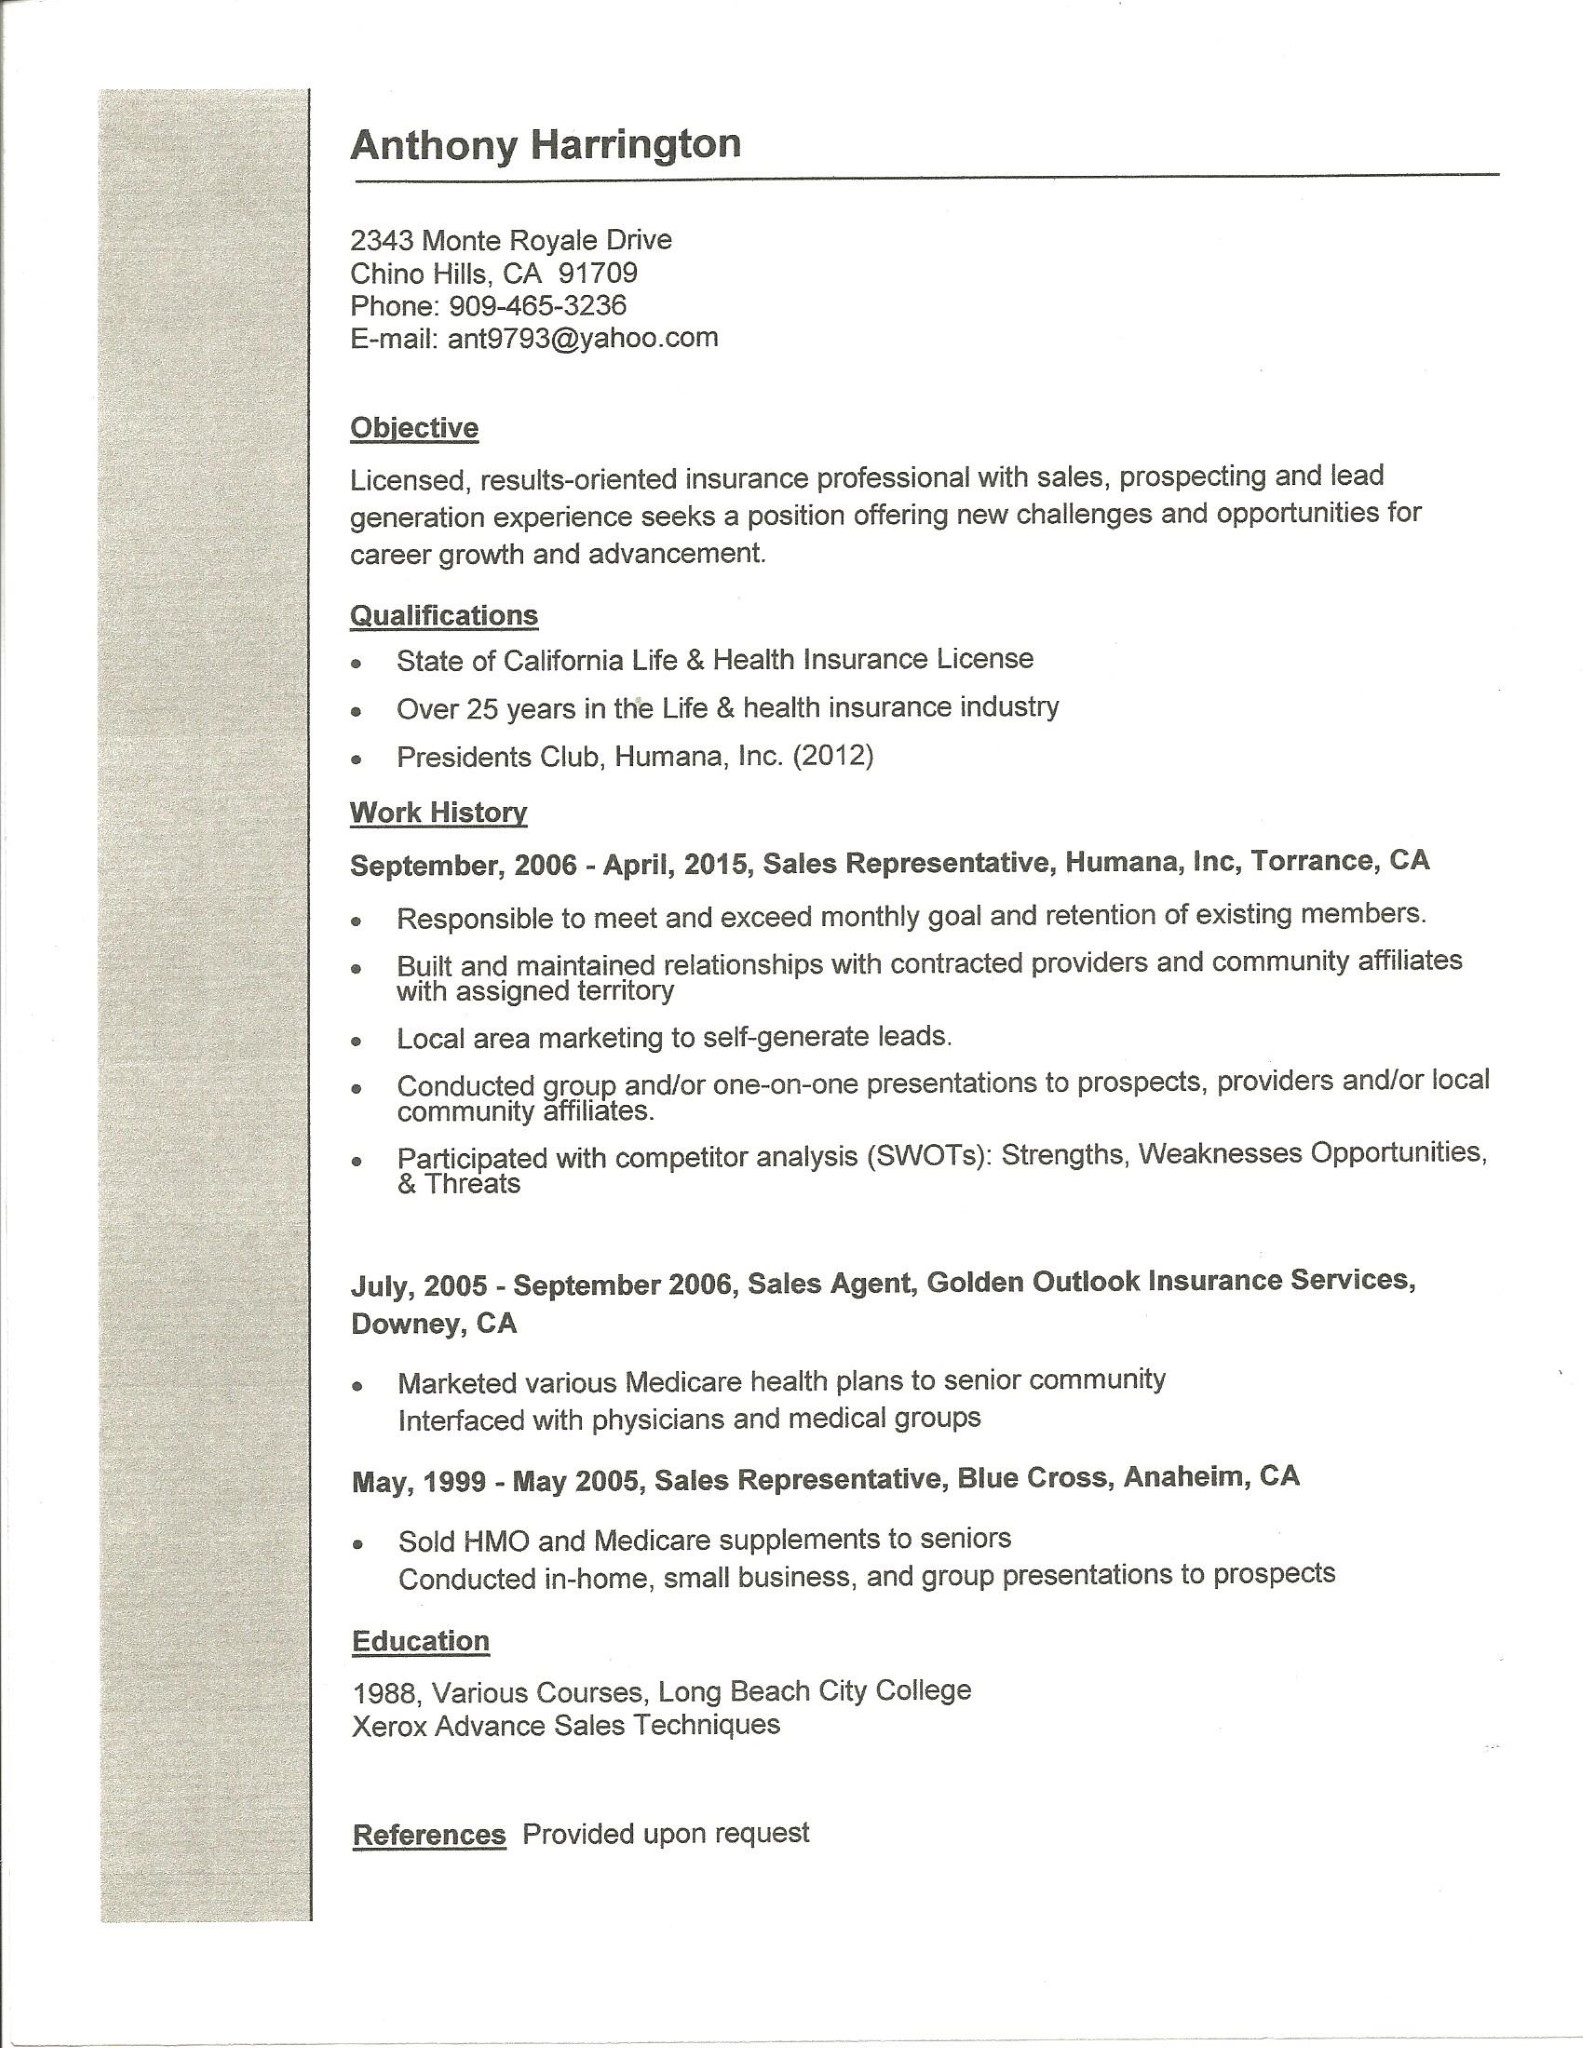 Anthony Harrington
2343 Monte Royale Drive
Chino Hills, CA  91709
Phone: 909-465-3236
E-mail: ant9793@yahoo.com
Objective
Licensed, results-oriented insurance professional with sales, prospecting and lead
generation experience seeks a position offering new challenges and opportunities for
career growth and advancement.
Qualifications
• State of California Life & Health Insurance License
• Over 25 years in the Life & health insurance industry
• Presidents Club, Humana, Inc. (2012)
Work History
September, 2006 - April, 2015, Sales Representative, Humana, Inc, Torrance, CA
• Responsible to meet and exceed monthly goal and retention of existing members.
• Built and maintained relationships with contracted providers and community affiliates
with assigned territory
• Local area marketing to self-generate leads.
• Conducted group and/or one-on-one presentations to prospects, providers and/or local
community affiliates.
• Participated with competitor analysis (SWOTs): Strengths, Weaknesses Opportunities,
& Threats
July, 2005 - September 2006, Sales Agent, Golden Outlook Insurance Services,
Downey, CA
• Marketed various Medicare health plans to senior community
Interfaced with physicians and medical groups
May, 1999 - May 2005, Sales Representative, Blue Cross, Anaheim, CA
• Sold HMO and Medicare supplements to seniors
Conducted in-home, small business, and group presentations to prospects
Education
1988, Various Courses, Long Beach City College
Xerox Advance Sales Techniques
References  Provided upon request